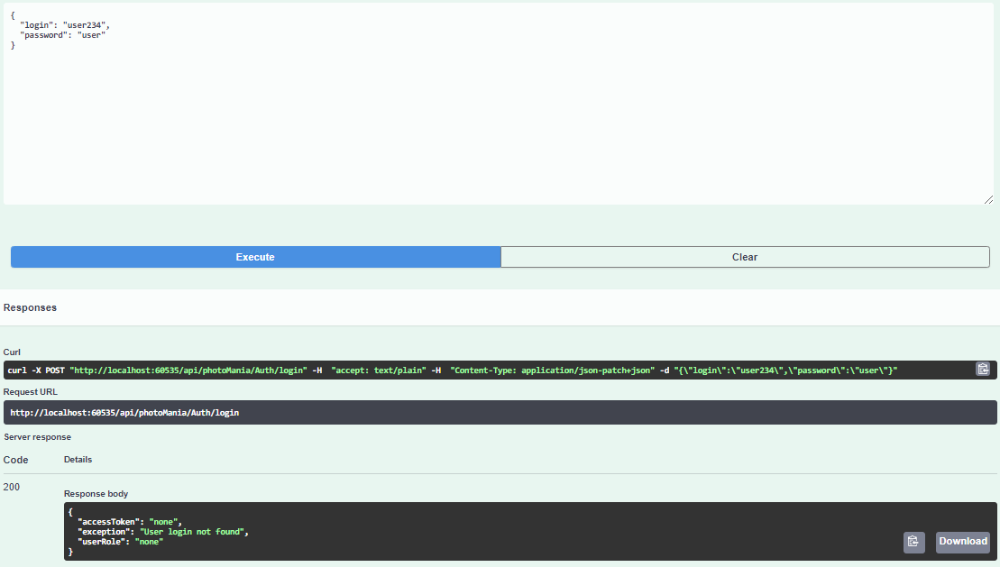 {
  "login": "user234",
  "password": "user"
}
Execute
Clear
Responses
Curl
curl -X POST "http://localhost:60535/api/photoMania/Auth/login" -H  "accept: text/plain" -H  "Content-Type: application/json-patch+json" -d "{\"login\":\"user234\",\"password\":\"user\"}"
Request URL
http://localhost:60535/api/photoMania/Auth/login
Server response
Code
Details
200
Response body
{
  "accessToken": "none",
  "exception": "User login not found",
  "userRole": "none"
}
Download